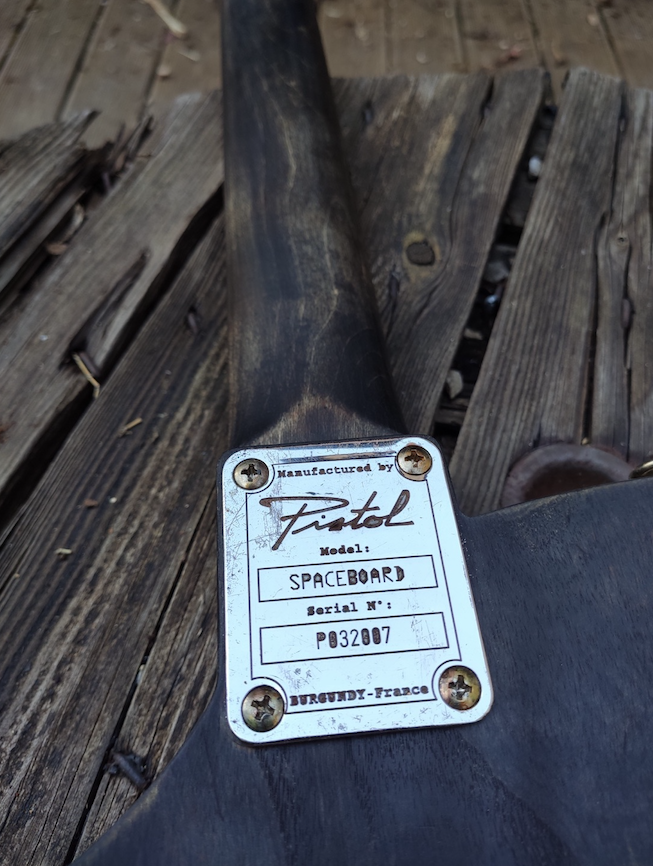 Manufactured by
Pistol
Model:
SPACEBOARD
Serial N°:
P032007
BURGUNDY-France